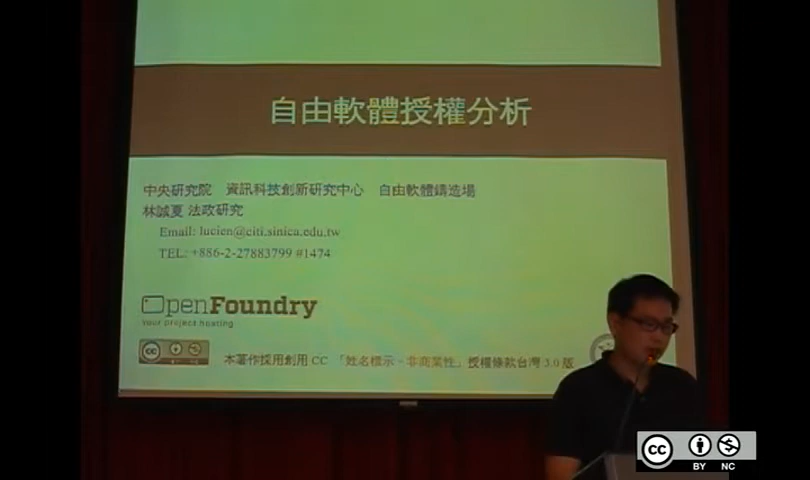 自由軟體授權分析
中央研究院 資訊科技創新研究中心 自由軟體鑄造場
林誠夏 法政研究
Email: lucien@citi.sinica.edu.tw
TEL: +886-2-27883799 #1474
OpenFoundry
Your project hosting
本著作採用創用 CC 「姓名標示－非商業性」授權條款台灣 3.0 版
CC
BY NC